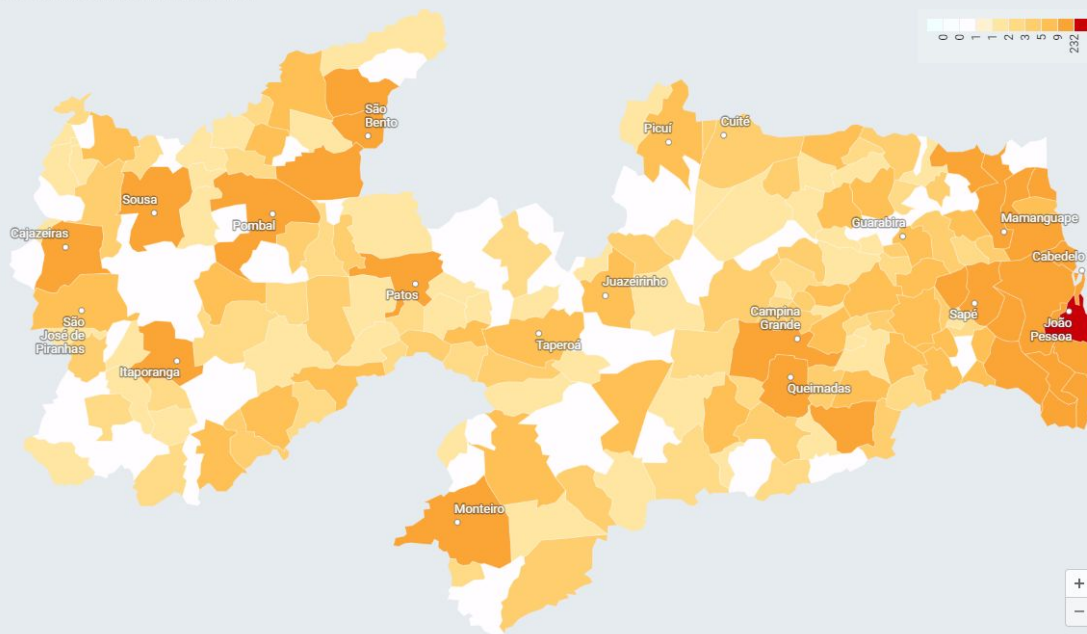 0
0
1
1
2
3
5
9
232
São
Bento
Picuí
Cuité
Sousa
Pombal
Guarabira
Mamanguape
Cajazeiras
Cabedelo
Patos
Juazeirinho
São
José de
Piranhas
Campina
Grande
Sapé
João
Pessoa
Taperoá
Itaporanga
Queimadas
Monteiro
+
−